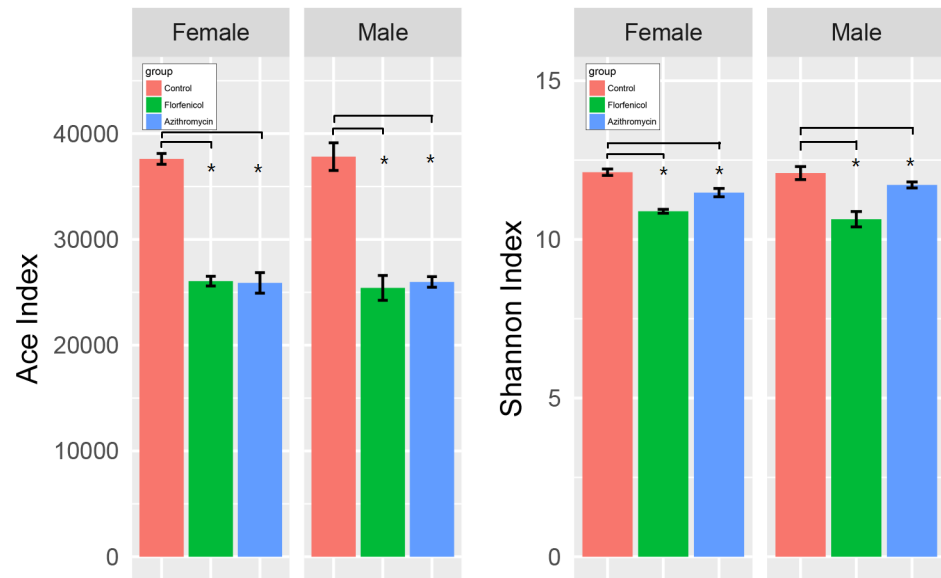 Female
Male
group
Control
Florfenicol
Azithromycin
40000
30000
20000
10000
0
Ace Index
*
*
*
*
Female
Male
group
Control
Florfenicol
Azithromycin
15
10
5
0
Shannon Index
*
*
*
*